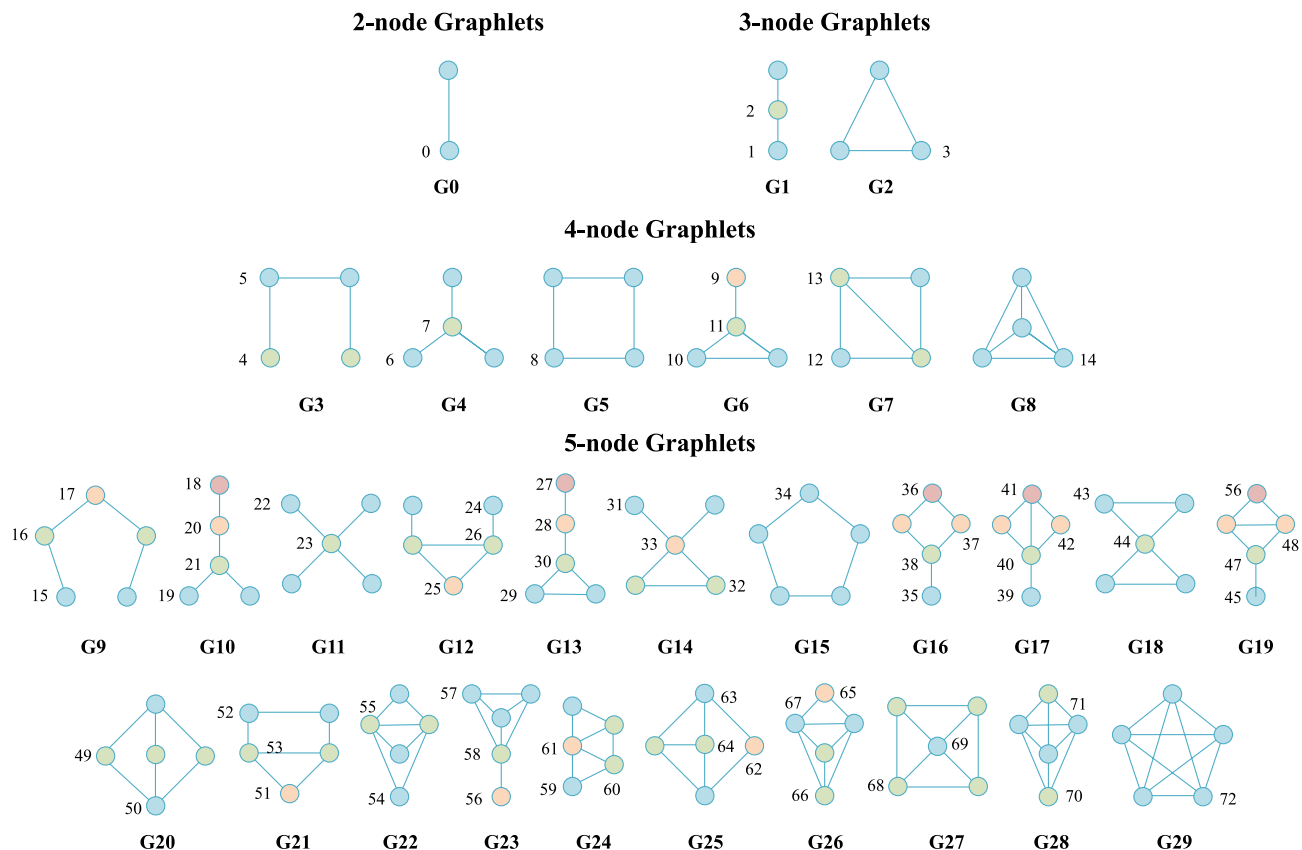 2-node Graphlets 3-node Graphlets
2
0 1 3
G0 G1 G2
4-node Graphlets
5 9 13
7 11
4 6 8 10 12 14
G3 G4 G5 G6 G7 G8
5-node Graphlets
17 18 22 24 27 31 34 36 41 43 56
16 20 23 26 28 33 37 42 44 48
21 30 38 40 47
15 19 25 29 32 35 39 45
G9 G10 G11 G12 G13 G14 G15 G16 G17 G18 G19
52 55 57 63 67 65 71
49 53 58 61 64 69
50 51 54 56 59 60 62 66 68 70 72
G20 G21 G22 G23 G24 G25 G26 G27 G28 G29